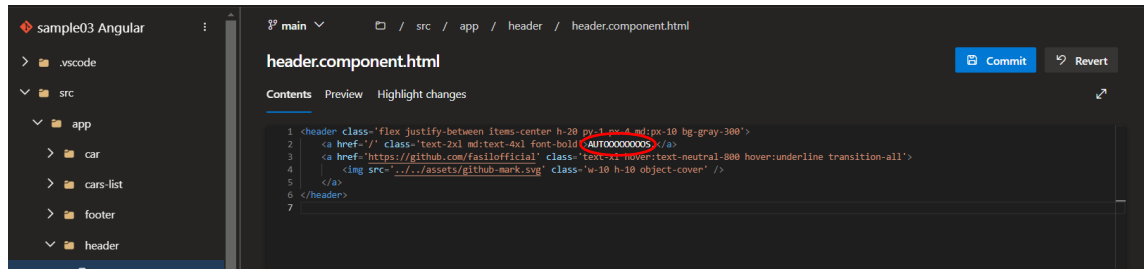 sample03 Angular
main / src / app / header / header.component.html
.vscode
header.component.html
Commit Revert
src
Contents Preview Highlight changes
app
1 <header class='flex justify-between items-center h-20 py-1 px-4 md:px-10 bg-gray-300'>
2 <a href='/' class='text-2xl md:text-4xl font-bold'>AUTOOOOOOOS.</a>
3 <a href='https://github.com/fasilofficial' class='text-xl hover:text-neutral-800 hover:underline transition-all'>
4 <img src='../../assets/github-mark.svg' class='w-10 h-10 object-cover' />
5 </a>
6 </header>
7
car
cars-list
footer
header